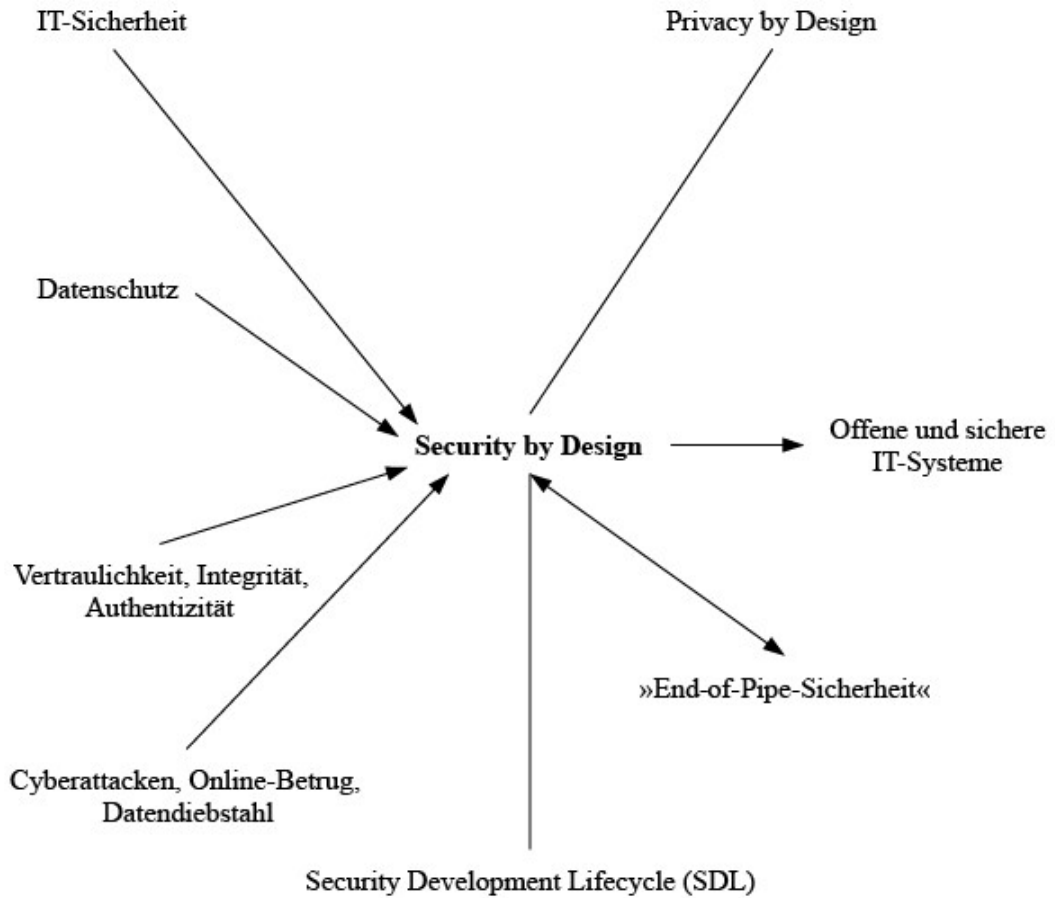 IT-Sicherheit
Privacy by Design
Datenschutz
Security by Design
Offene und sichere
IT-Systeme
Vertraulichkeit, Integrität,
Authentizität
»End-of-Pipe-Sicherheit«
Cyberattacken, Online-Betrug,
Datendiebstahl
Security Development Lifecycle (SDL)